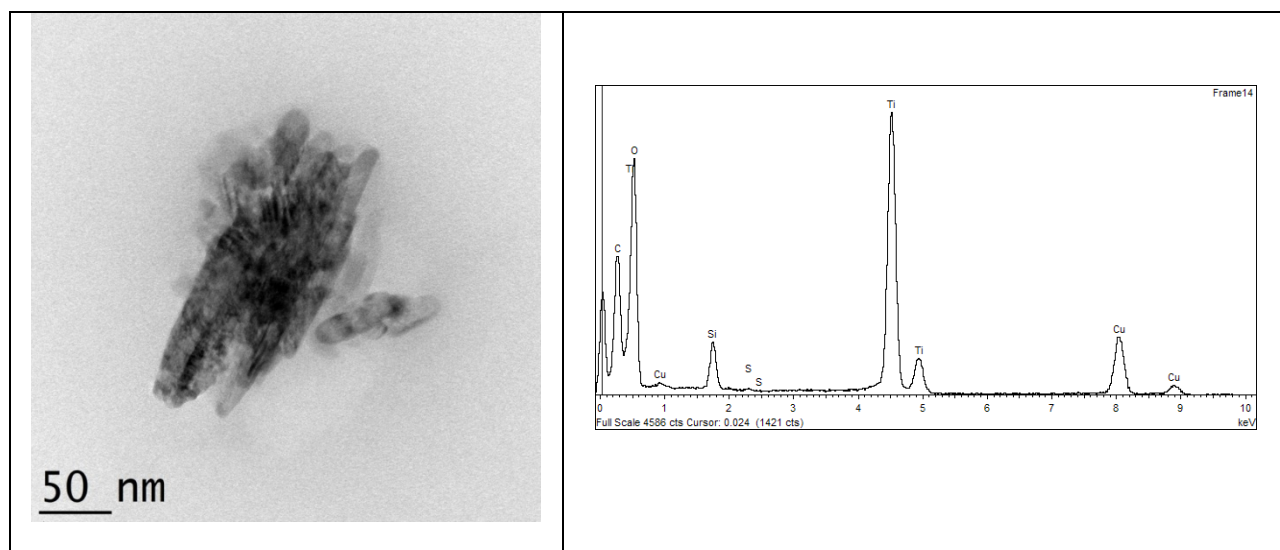 50 nm
Frame14
Ti
O
T
C
Si
Cu
S
S
Ti
Cu
Cu
0 1 2 3 4 5 6 7 8 9 10
Full Scale 4586 cts Cursor: 0.024 (1421 cts) keV